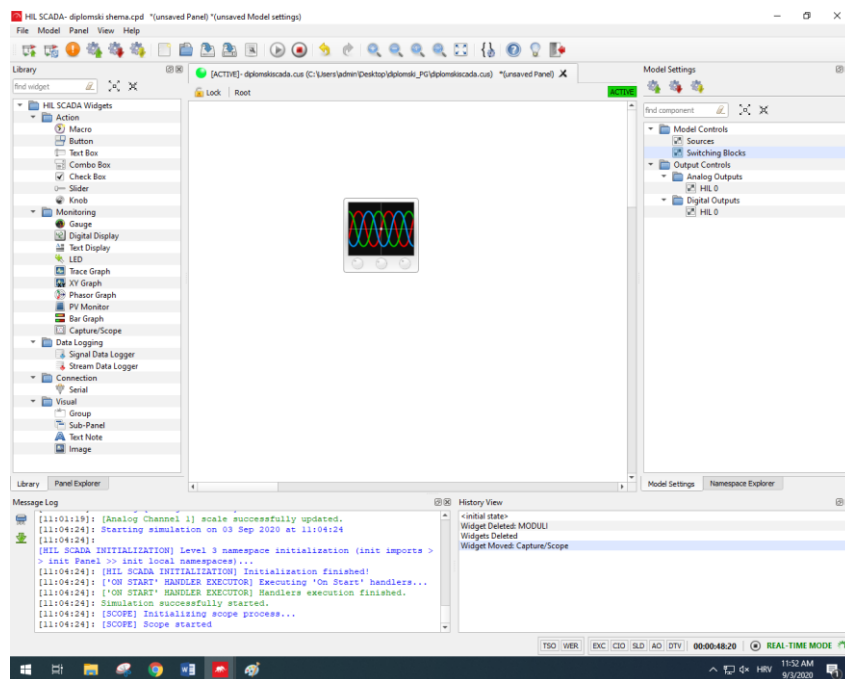 HIL SCADA- diplomski shema.cpd *(unsaved Panel) *(unsaved Model settings)
File Model Panel View Help
Library
find widget
HIL SCADA Widgets
Action
Macro
Button
Text Box
Combo Box
Check Box
Slider
Knob
Monitoring
Gauge
Digital Display
Text Display
LED
Trace Graph
XY Graph
Phasor Graph
PV Monitor
Bar Graph
Capture/Scope
Data Logging
Signal Data Logger
Stream Data Logger
Connection
Serial
Visual
Group
Sub-Panel
Text Note
Image
Library Panel Explorer
[ACTIVE]- diplomskiscada.cus (C:\Users\admin\Desktop\diplomski_PG\diplomskiscada.cus) *(unsaved Panel)
Lock Root
ACTIVE
Model Settings
find component
Model Controls
Sources
Switching Blocks
Output Controls
Analog Outputs
HIL 0
Digital Outputs
HIL 0
Model Settings Namespace Explorer
Message Log
[11:01:19]: [Analog Channel 1] scale successfully updated.
[11:04:24]: Starting simulation on 03 Sep 2020 at 11:04:24
[11:04:24]:
[HIL SCADA INITIALIZATION] Level 3 namespace initialization (init imports >
> init Panel >> init local namespaces)...
[11:04:24]: [HIL SCADA INITIALIZATION] Initialization finished!
[11:04:24]: ['ON START' HANDLER EXECUTOR] Executing 'On Start' handlers...
[11:04:24]: ['ON START' HANDLER EXECUTOR] Handlers execution finished.
[11:04:24]: Simulation successfully started.
[11:04:24]: [SCOPE] Initializing scope process...
[11:04:24]: [SCOPE] Scope started
History View
<initial state>
Widget Deleted: MODULI
Widgets Deleted
Widget Moved: Capture/Scope
TSO WER EXC CIO SLD AO DTV 00:00:48:20 REAL-TIME MODE
HRV
11:52 AM
9/3/2020